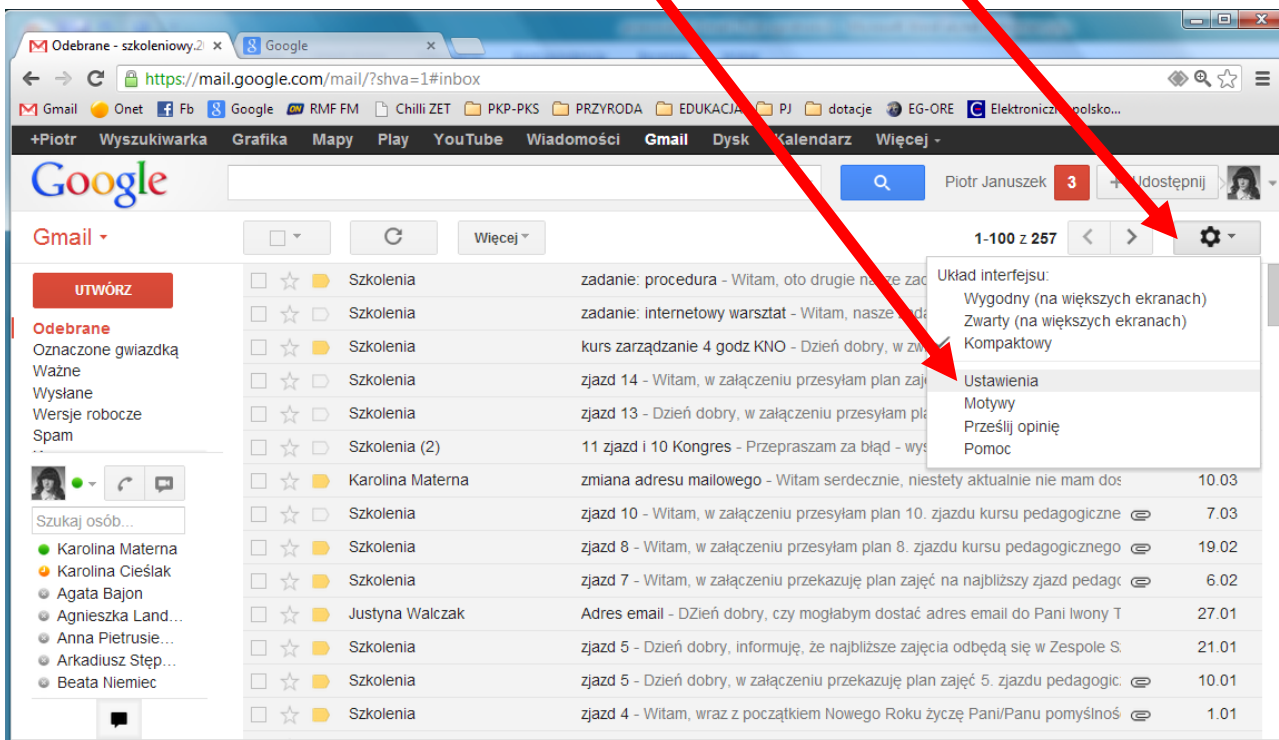 Odebrane - szkoleniowy.2
Google
https://mail.google.com/mail/?shva=1#inbox
Gmail Onet Fb Google RMF FM Chilli ZET PKP-PKS PRZYRODA EDUKACJA PJ dotacje EG-ORE Elektroniczn polsko...
+Piotr Wyszukiwarka Grafika Mapy Play YouTube Wiadomości Gmail Dysk Kalendarz Więcej
Google
Piotr Januszek 3 + Udostępnij
Gmail
Więcej
1-100 z 257
UTWÓRZ
Odebrane
Oznaczone gwiazdką
Ważne
Wysłane
Wersje robocze
Spam
Szukaj osób...
Karolina Materna
Karolina Cieślak
Agata Bajon
Agnieszka Land...
Anna Pietrusie...
Arkadiusz Stęp...
Beata Niemiec
Szkolenia zadanie: procedura - Witam, oto drugie nasze zad
Szkolenia zadanie: internetowy warsztat - Witam, nasze
Szkolenia kurs zarządzanie 4 godz KNO - Dzień dobry, w zw
Szkolenia zjazd 14 - Witam, w załączeniu przesyłam plan zaj
Szkolenia zjazd 13 - Dzień dobry, w załączeniu przesyłam pla
Szkolenia (2) 11 zjazd i 10 Kongres - Przepraszam za błąd - wys
Karolina Materna zmiana adresu mailowego - Witam serdecznie, niestety aktualnie nie mam dos 10.03
Szkolenia zjazd 10 - Witam, w załączeniu przesyłam plan 10. zjazdu kursu pedagogiczne 7.03
Szkolenia zjazd 8 - Witam, w załączeniu przesyłam plan 8. zjazdu kursu pedagogicznego 19.02
Szkolenia zjazd 7 - Witam, w załączeniu przekazuję plan zajęć na najbliższy zjazd pedago 6.02
Justyna Walczak Adres email - DZień dobry, czy mogłabym dostać adres email do Pani Iwony T 27.01
Szkolenia zjazd 5 - Dzień dobry, informuję, że najbliższe zajęcia odbędą się w Zespole S 21.01
Szkolenia zjazd 5 - Dzień dobry, w załączeniu przekazuję plan zajęć 5. zjazdu pedagogic 10.01
Szkolenia zjazd 4 - Witam, wraz z początkiem Nowego Roku życzę Pani/Panu pomyślnoś 1.01
Układ interfejsu:
Wygodny (na większych ekranach)
Zwarty (na większych ekranach)
Kompaktowy
Ustawienia
Motywy
Prześlij opinię
Pomoc